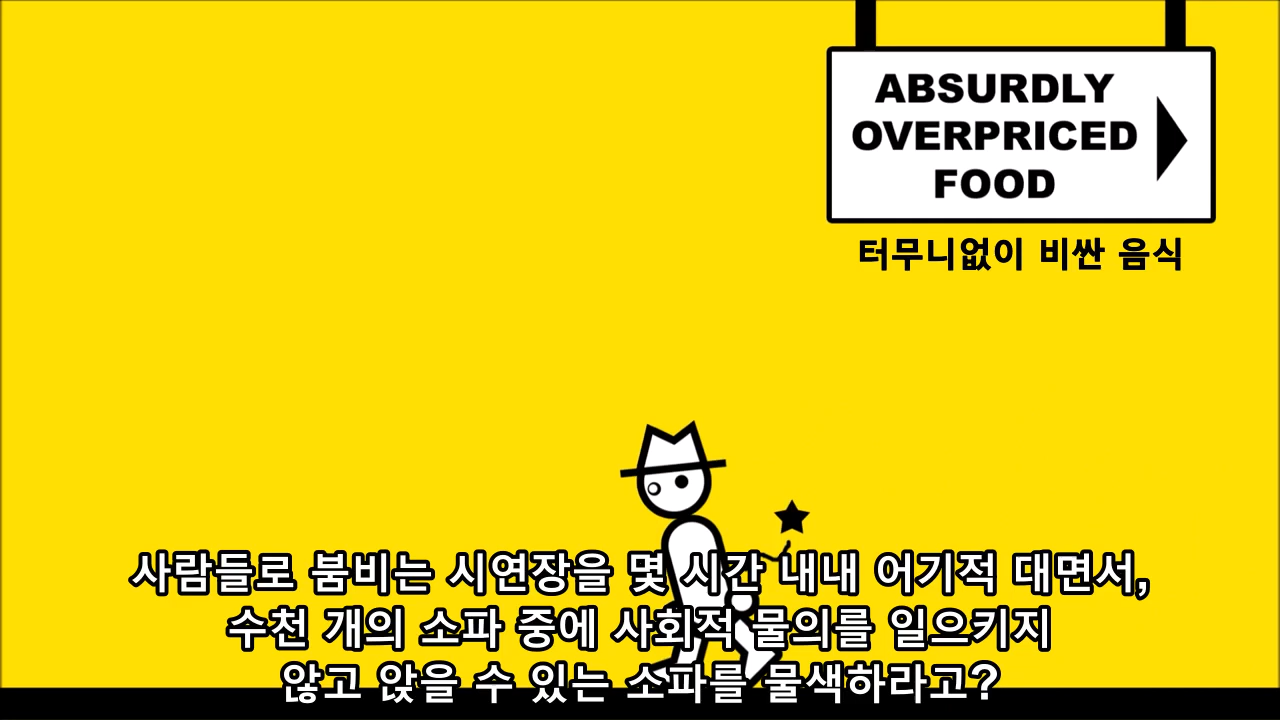 ABSURDLY
OVERPRICED
FOOD
터무니없이 비싼 음식
사람들로 붐비는 시연장을 몇 시간 내내 어기적 대면서,
수천 개의 소파 중에 사회적 물의를 일으키지
않고 앉을 수 있는 소파를 물색하라고?